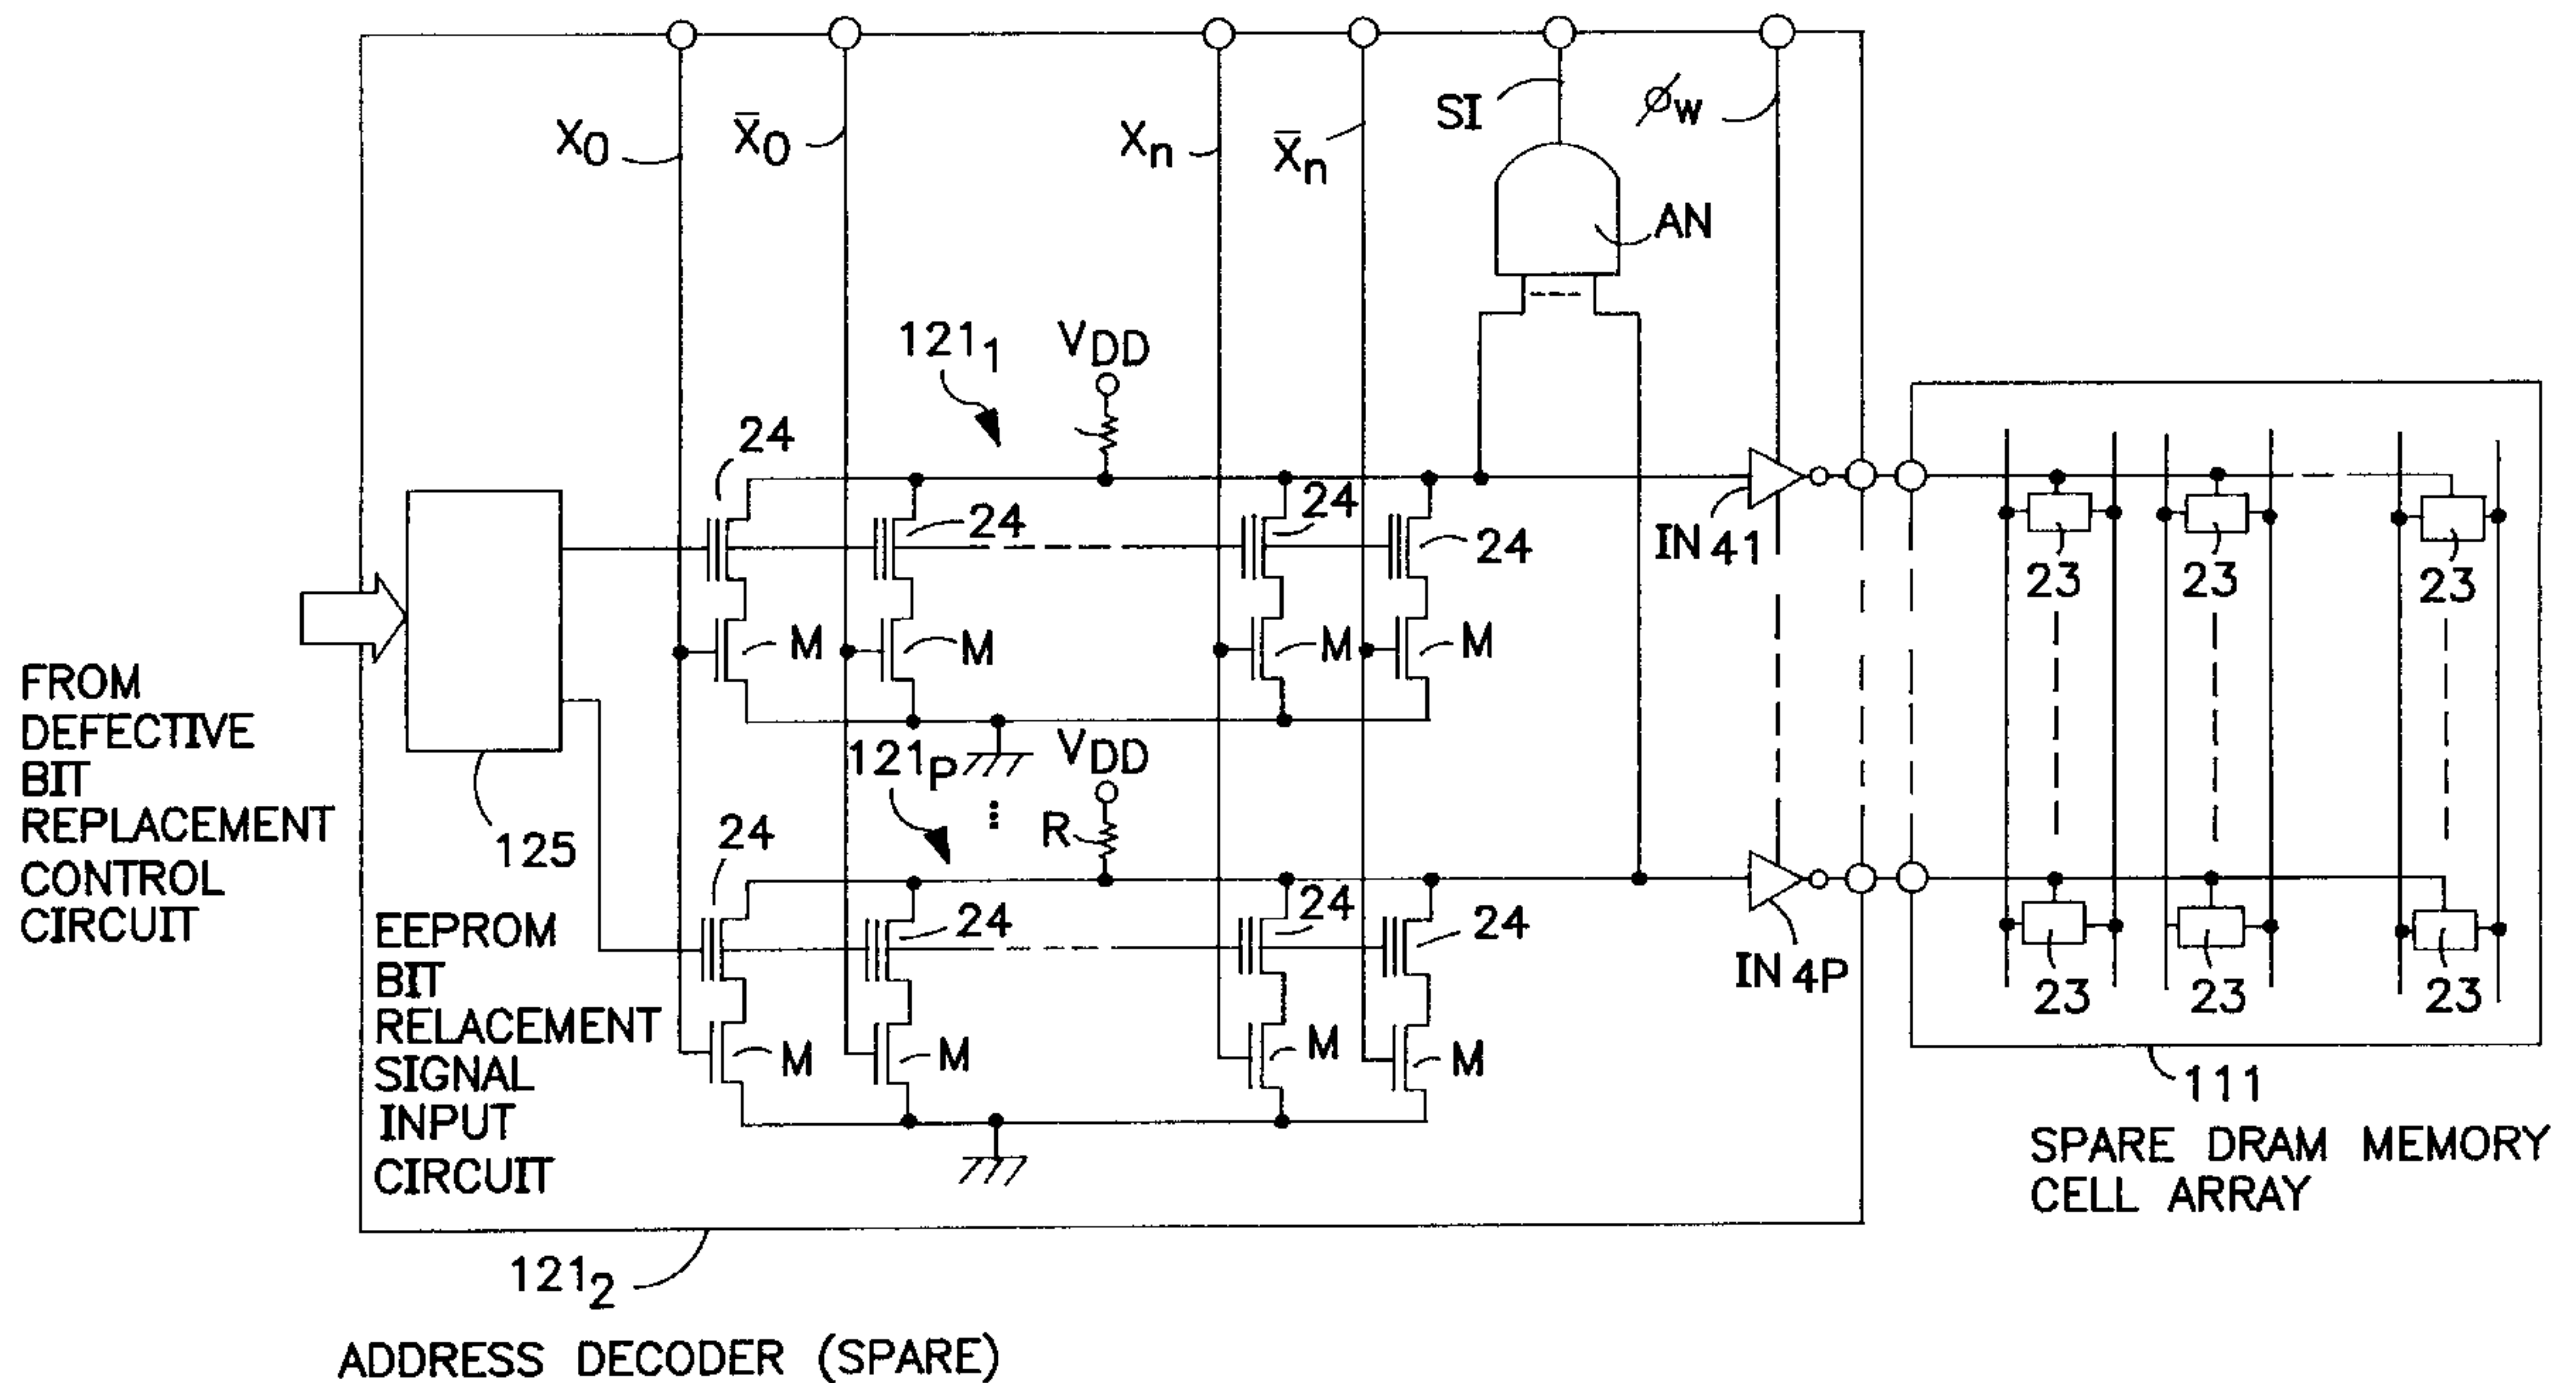 X0
X̄0
Xn
X̄n
SI
φW
AN
1211
VDD
24
24
24
24
IN41
23
23
23
M
M
M
M
FROM
DEFECTIVE
BIT
REPLACEMENT
CONTROL
CIRCUIT
125
121P
...
VDD
R
24
24
24
24
IN4P
23
23
23
EEPROM
BIT
RELACEMENT
SIGNAL
INPUT
CIRCUIT
M
M
M
M
111
SPARE DRAM MEMORY
CELL ARRAY
1212
ADDRESS DECODER (SPARE)